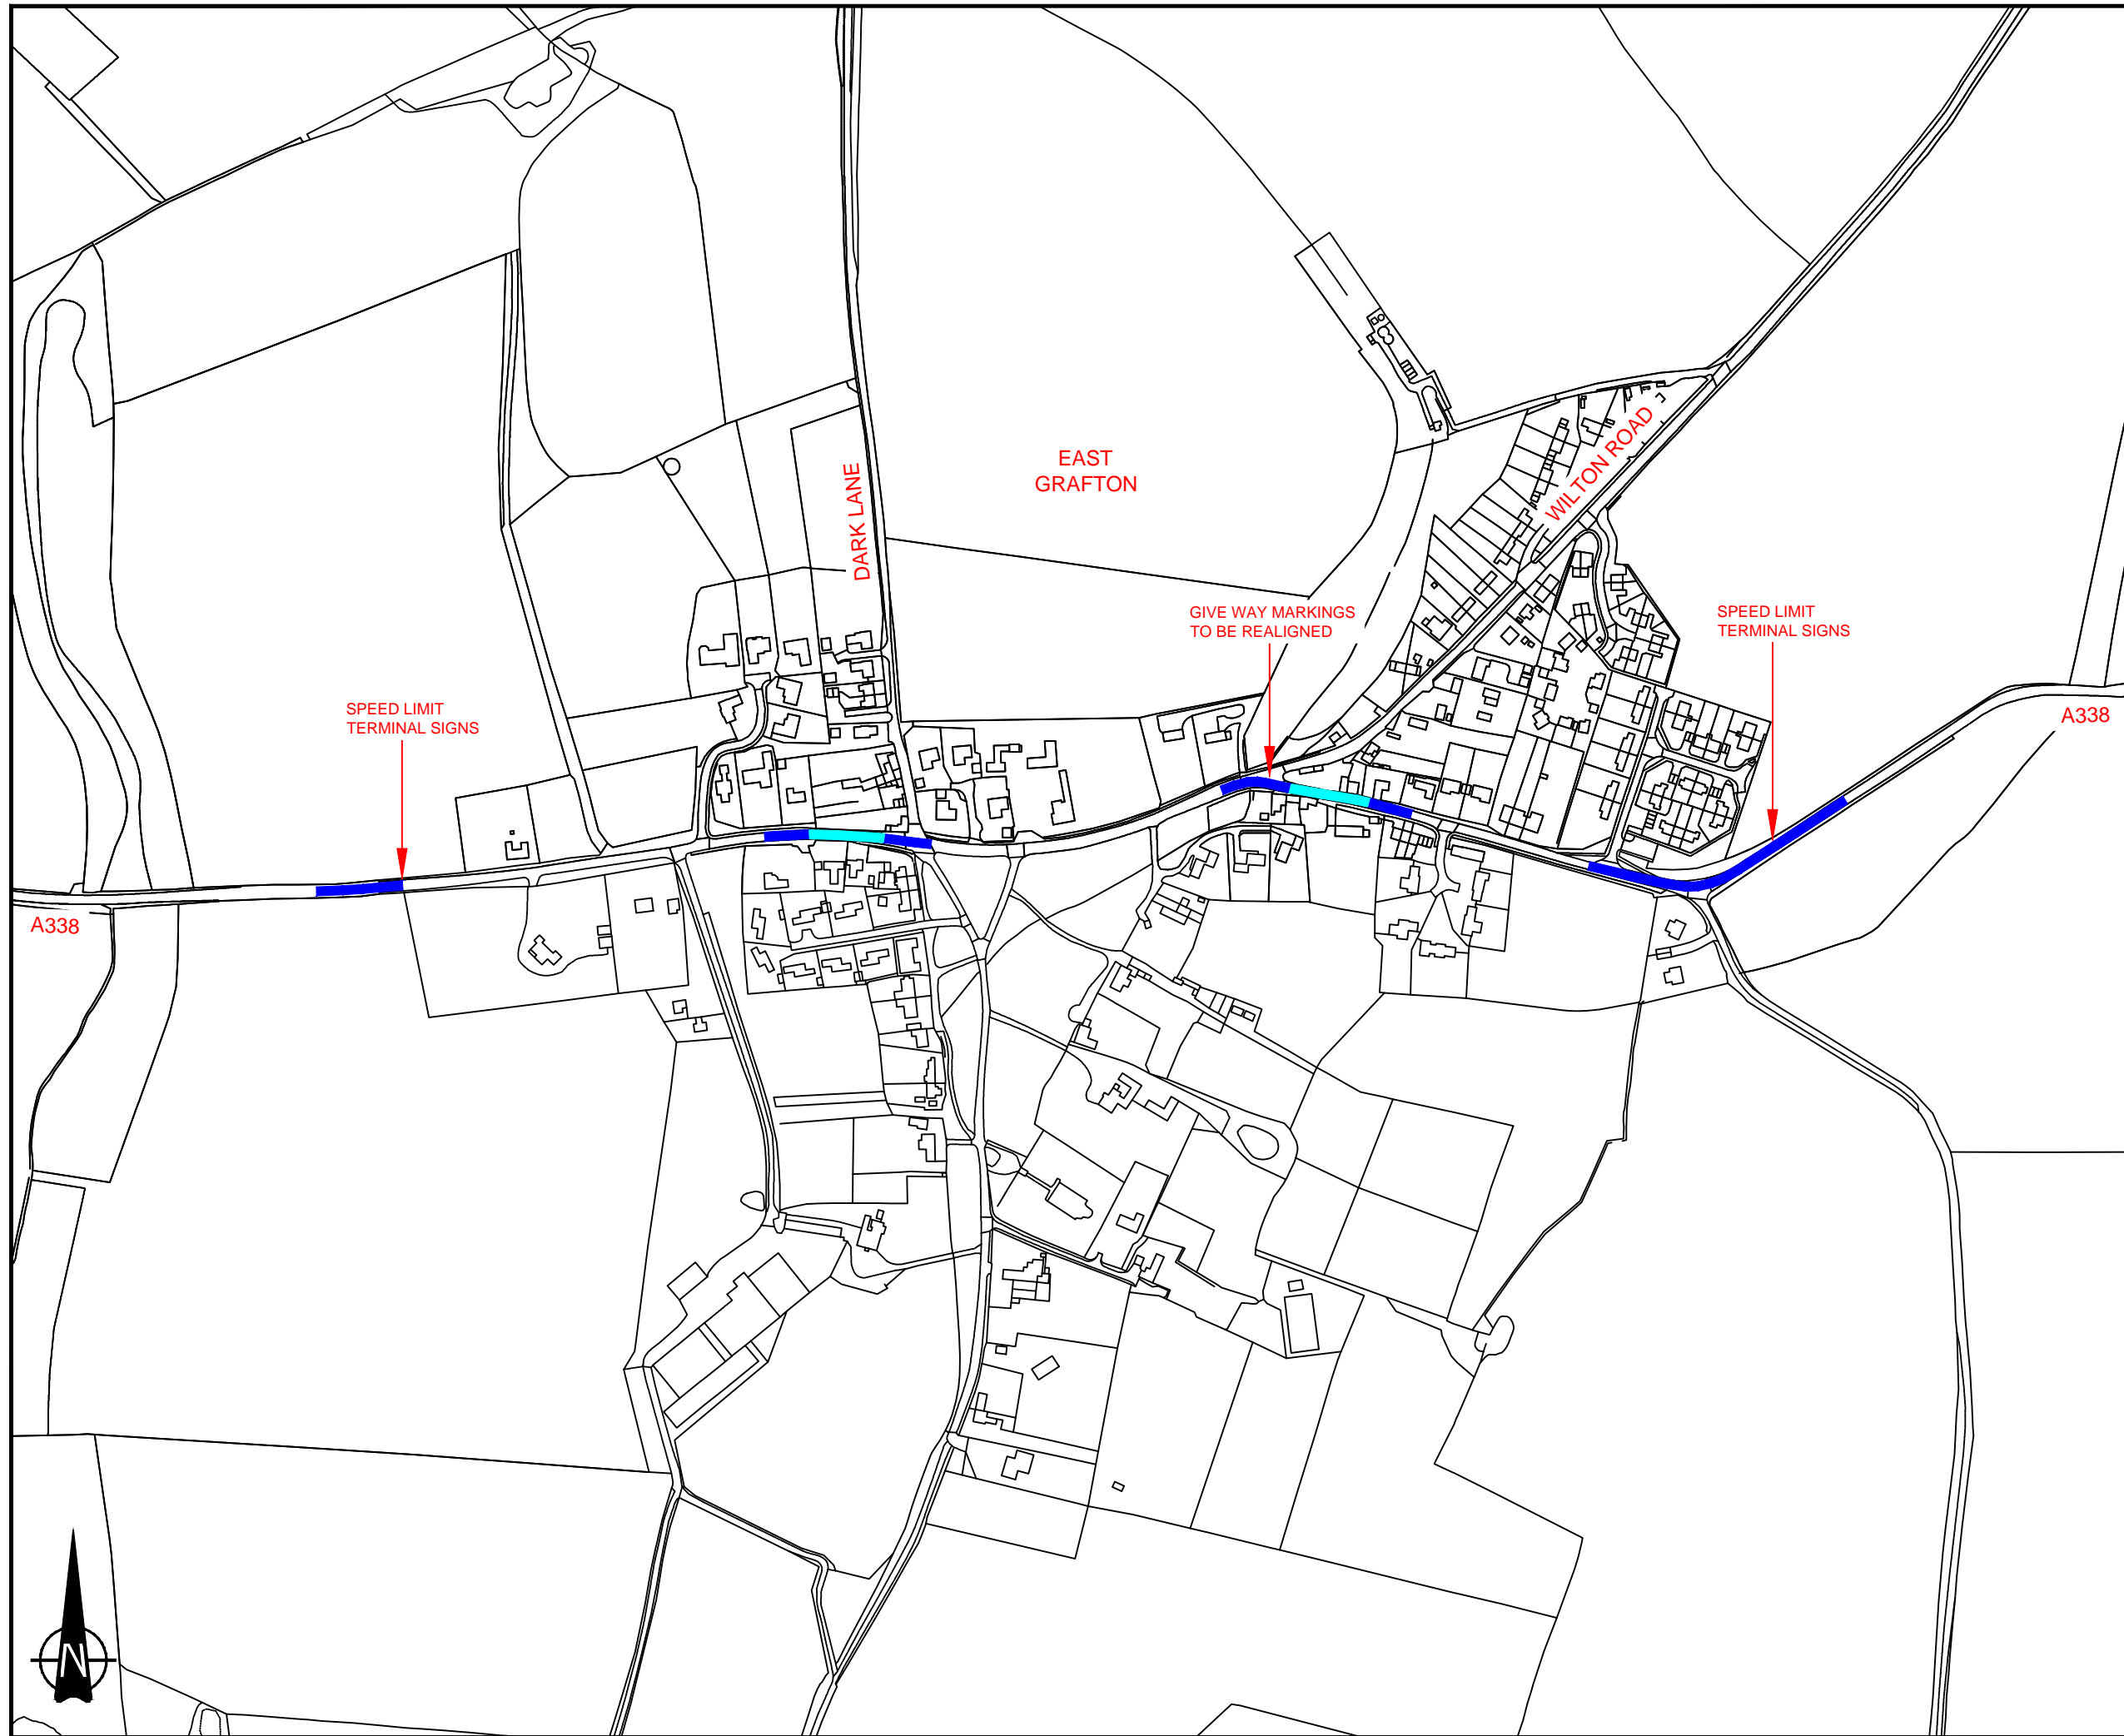 EAST
GRAFTON
WILTON ROAD
DARK LANE
GIVE WAY MARKINGS
TO BE REALIGNED
SPEED LIMIT
TERMINAL SIGNS
SPEED LIMIT
TERMINAL SIGNS
A338
A338
N